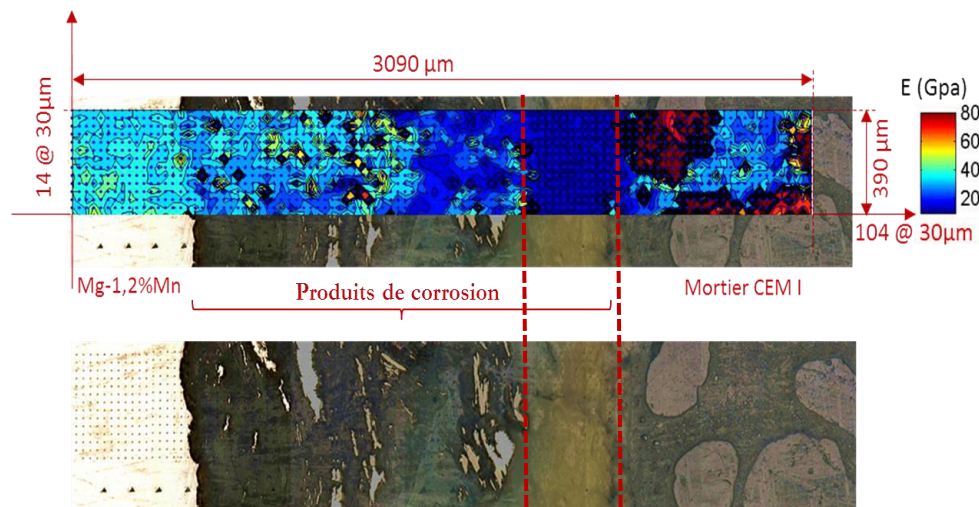 3090 µm
E (Gpa)
80
60
40
20
14 @ 30µm
390 µm
104 @ 30µm
Mg-1,2%Mn
Produits de corrosion
Mortier CEM I